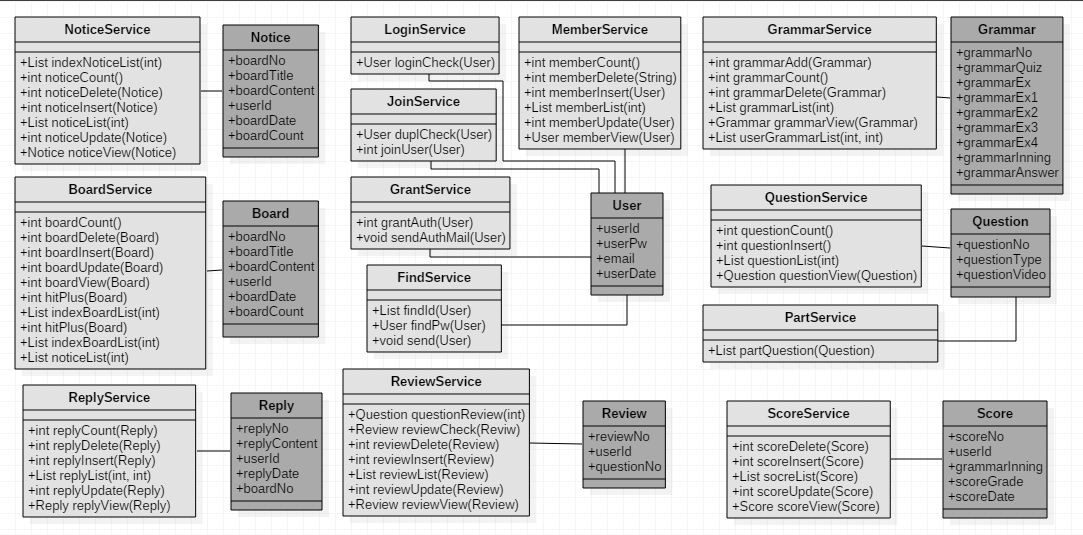 NoticeService
+List indexNoticeList(int)
+int noticeCount()
+int noticeDelete(Notice)
+int noticeInsert(Notice)
+List noticeList(int)
+int noticeUpdate(Notice)
+Notice noticeView(Notice)
Notice
+boardNo
+boardTitle
+boardContent
+userId
+boardDate
+boardCount
LoginService
+User loginCheck(User)
JoinService
+User duplCheck(User)
+int joinUser(User)
MemberService
+int memberCount()
+int memberDelete(String)
+int memberInsert(User)
+List memberList(int)
+int memberUpdate(User)
+User memberView(User)
GrammarService
+int grammarAdd(Grammar)
+int grammarCount()
+int grammarDelete(Grammar)
+List grammarList(int)
+Grammar grammarView(Grammar)
+List userGrammarList(int, int)
Grammar
+grammarNo
+grammarQuiz
+grammarEx
+grammarEx1
+grammarEx2
+grammarEx3
+grammarEx4
+grammarInning
+grammarAnswer
BoardService
+int boardCount()
+int boardDelete(Board)
+int boardInsert(Board)
+int boardUpdate(Board)
+int boardView(Board)
+int hitPlus(Board)
+List indexBoardList(int)
+int hitPlus(Board)
+List indexBoardList(int)
+List noticeList(int)
Board
+boardNo
+boardTitle
+boardContent
+userId
+boardDate
+boardCount
GrantService
+int grantAuth(User)
+void sendAuthMail(User)
User
+userId
+userPw
+email
+userDate
FindService
+List findId(User)
+User findPw(User)
+void send(User)
QuestionService
+int questionCount()
+int questionInsert()
+List questionList(int)
+Question questionView(Question)
Question
+questionNo
+questionType
+questionVideo
PartService
+List partQuestion(Question)
ReplyService
+int replyCount(Reply)
+int replyDelete(Reply)
+int replyInsert(Reply)
+List replyList(int, int)
+int replyUpdate(Reply)
+Reply replyView(Reply)
Reply
+replyNo
+replyContent
+userId
+replyDate
+boardNo
ReviewService
+Question questionReview(int)
+Review reviewCheck(Reviw)
+int reviewDelete(Review)
+int reviewInsert(Review)
+List reviewList(Review)
+int reviewUpdate(Review)
+Review reviewView(Review)
Review
+reviewNo
+userId
+questionNo
ScoreService
+int scoreDelete(Score)
+int scoreInsert(Score)
+List socreList(Score)
+int scoreUpdate(Score)
+Score scoreView(Score)
Score
+scoreNo
+userId
+grammarInning
+scoreGrade
+scoreDate